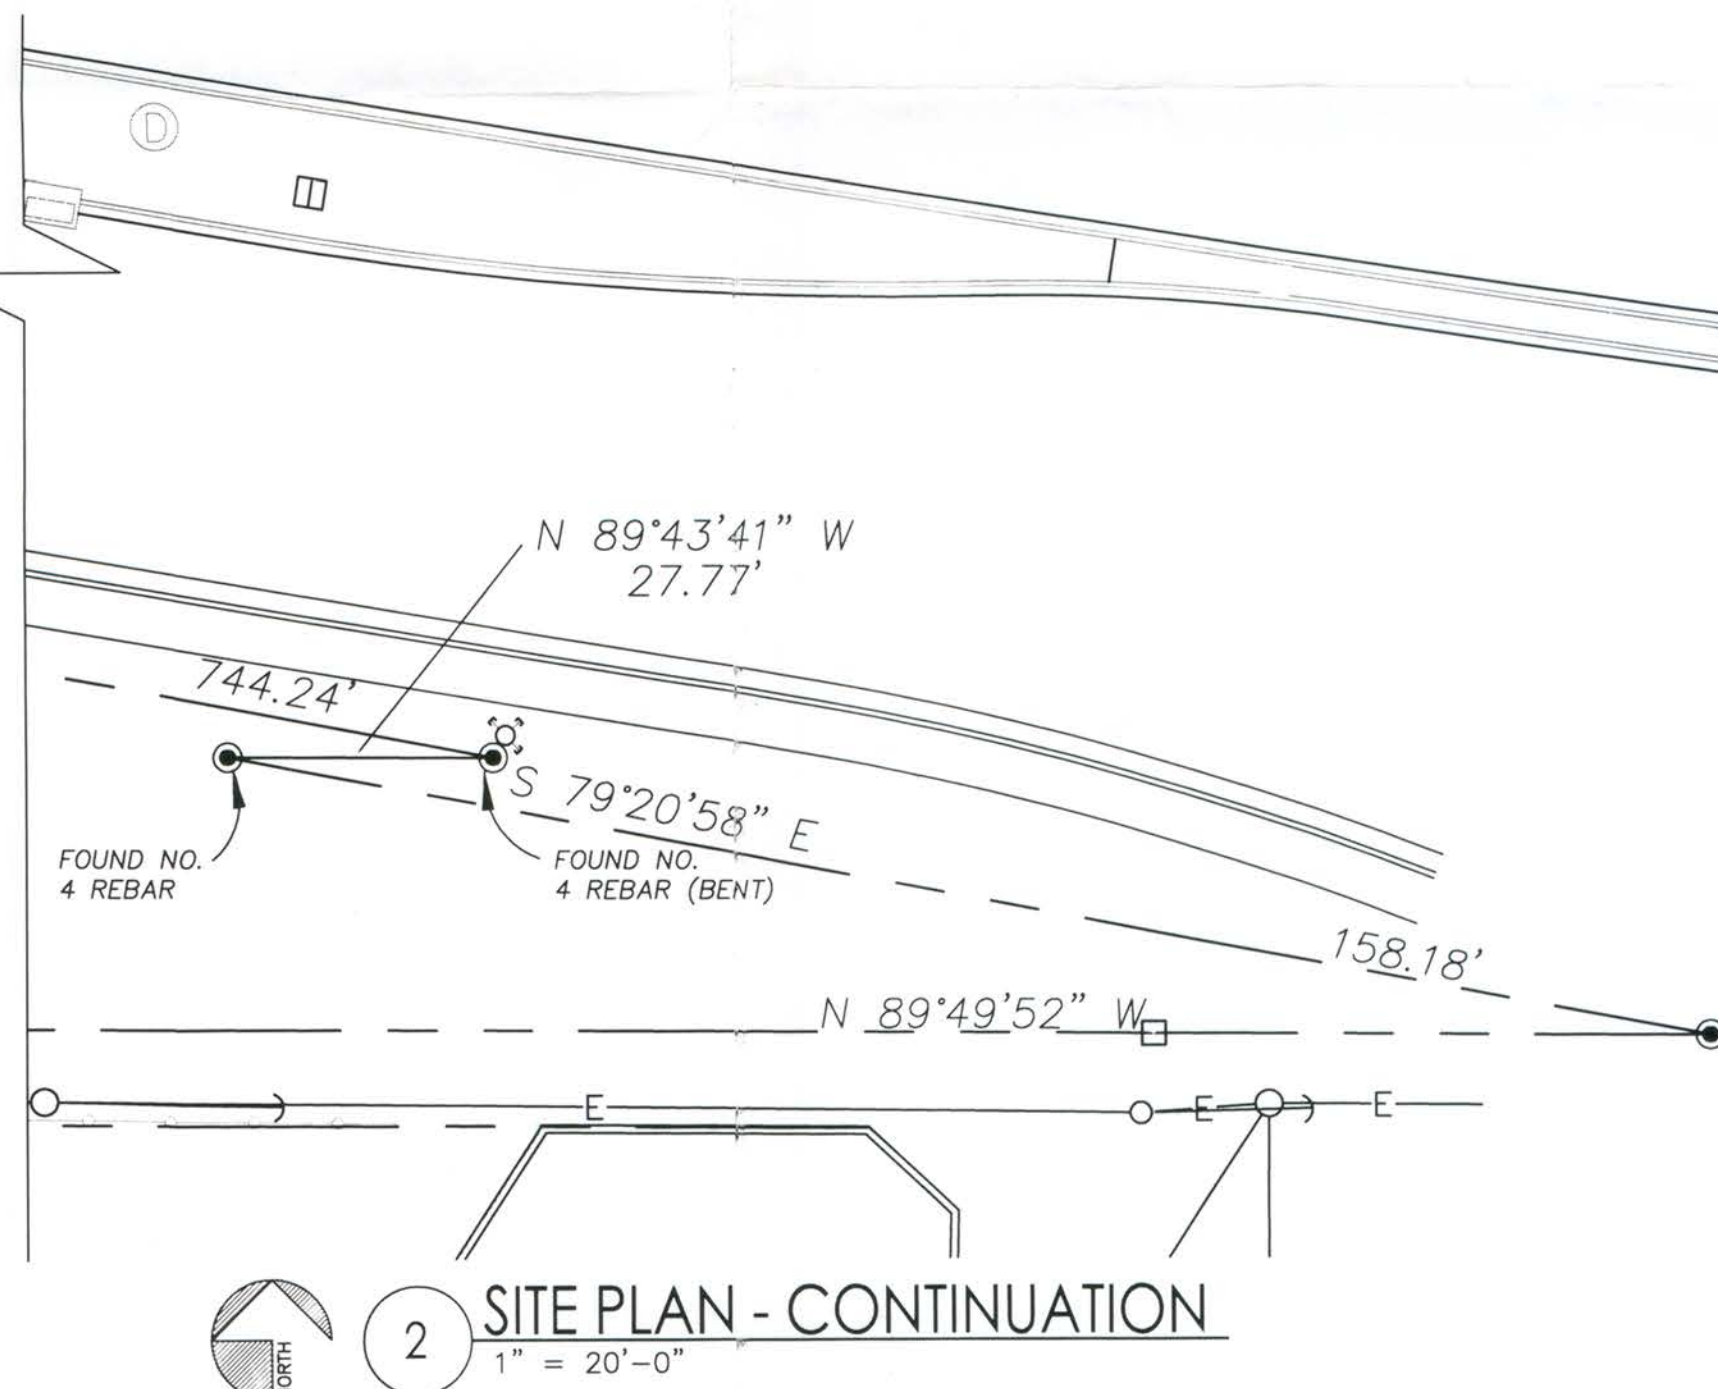 D
N 89°43'41" W
27.77'
744.24'
S 79°20'58" E
FOUND NO.
4 REBAR
FOUND NO.
4 REBAR (BENT)
158.18'
N 89°49'52" W
E
E
E
2
SITE PLAN - CONTINUATION
1" = 20'-0"